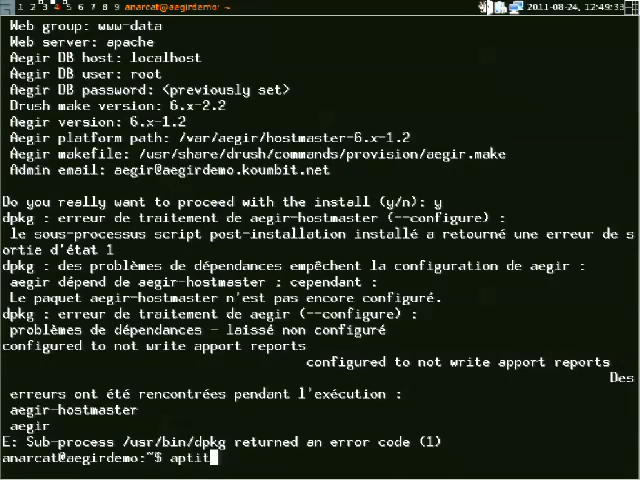 1 2 3 4 5 6 7 8 9 10 anarcat@aegirdemo: ~ 2011-08-24, 12:49:33
Web group: www-data
Web server: apache
Aegir DB host: localhost
Aegir DB user: root
Aegir DB password: <previously set>
Drush make version: 6.x-2.2
Aegir version: 6.x-1.2
Aegir platform path: /var/aegir/hostmaster-6.x-1.2
Aegir makefile: /usr/share/drush/commands/provision/aegir.make
Admin email: aegir@aegirdemo.koumbit.net
Do you really want to proceed with the install (y/n): y
dpkg : erreur de traitement de aegir-hostmaster (--configure) :
le sous-processus script post-installation installé a retourné une erreur de s
ortie d'état 1
dpkg : des problèmes de dépendances empêchent la configuration de aegir :
aegir dépend de aegir-hostmaster ; cependant :
Le paquet aegir-hostmaster n'est pas encore configuré.
dpkg : erreur de traitement de aegir (--configure) :
problèmes de dépendances - laissé non configuré
configured to not write apport reports
configured to not write apport reports
Des
erreurs ont été rencontrées pendant l'exécution :
aegir-hostmaster
aegir
E: Sub-process /usr/bin/dpkg returned an error code (1)
anarcat@aegirdemo:~$ aptit